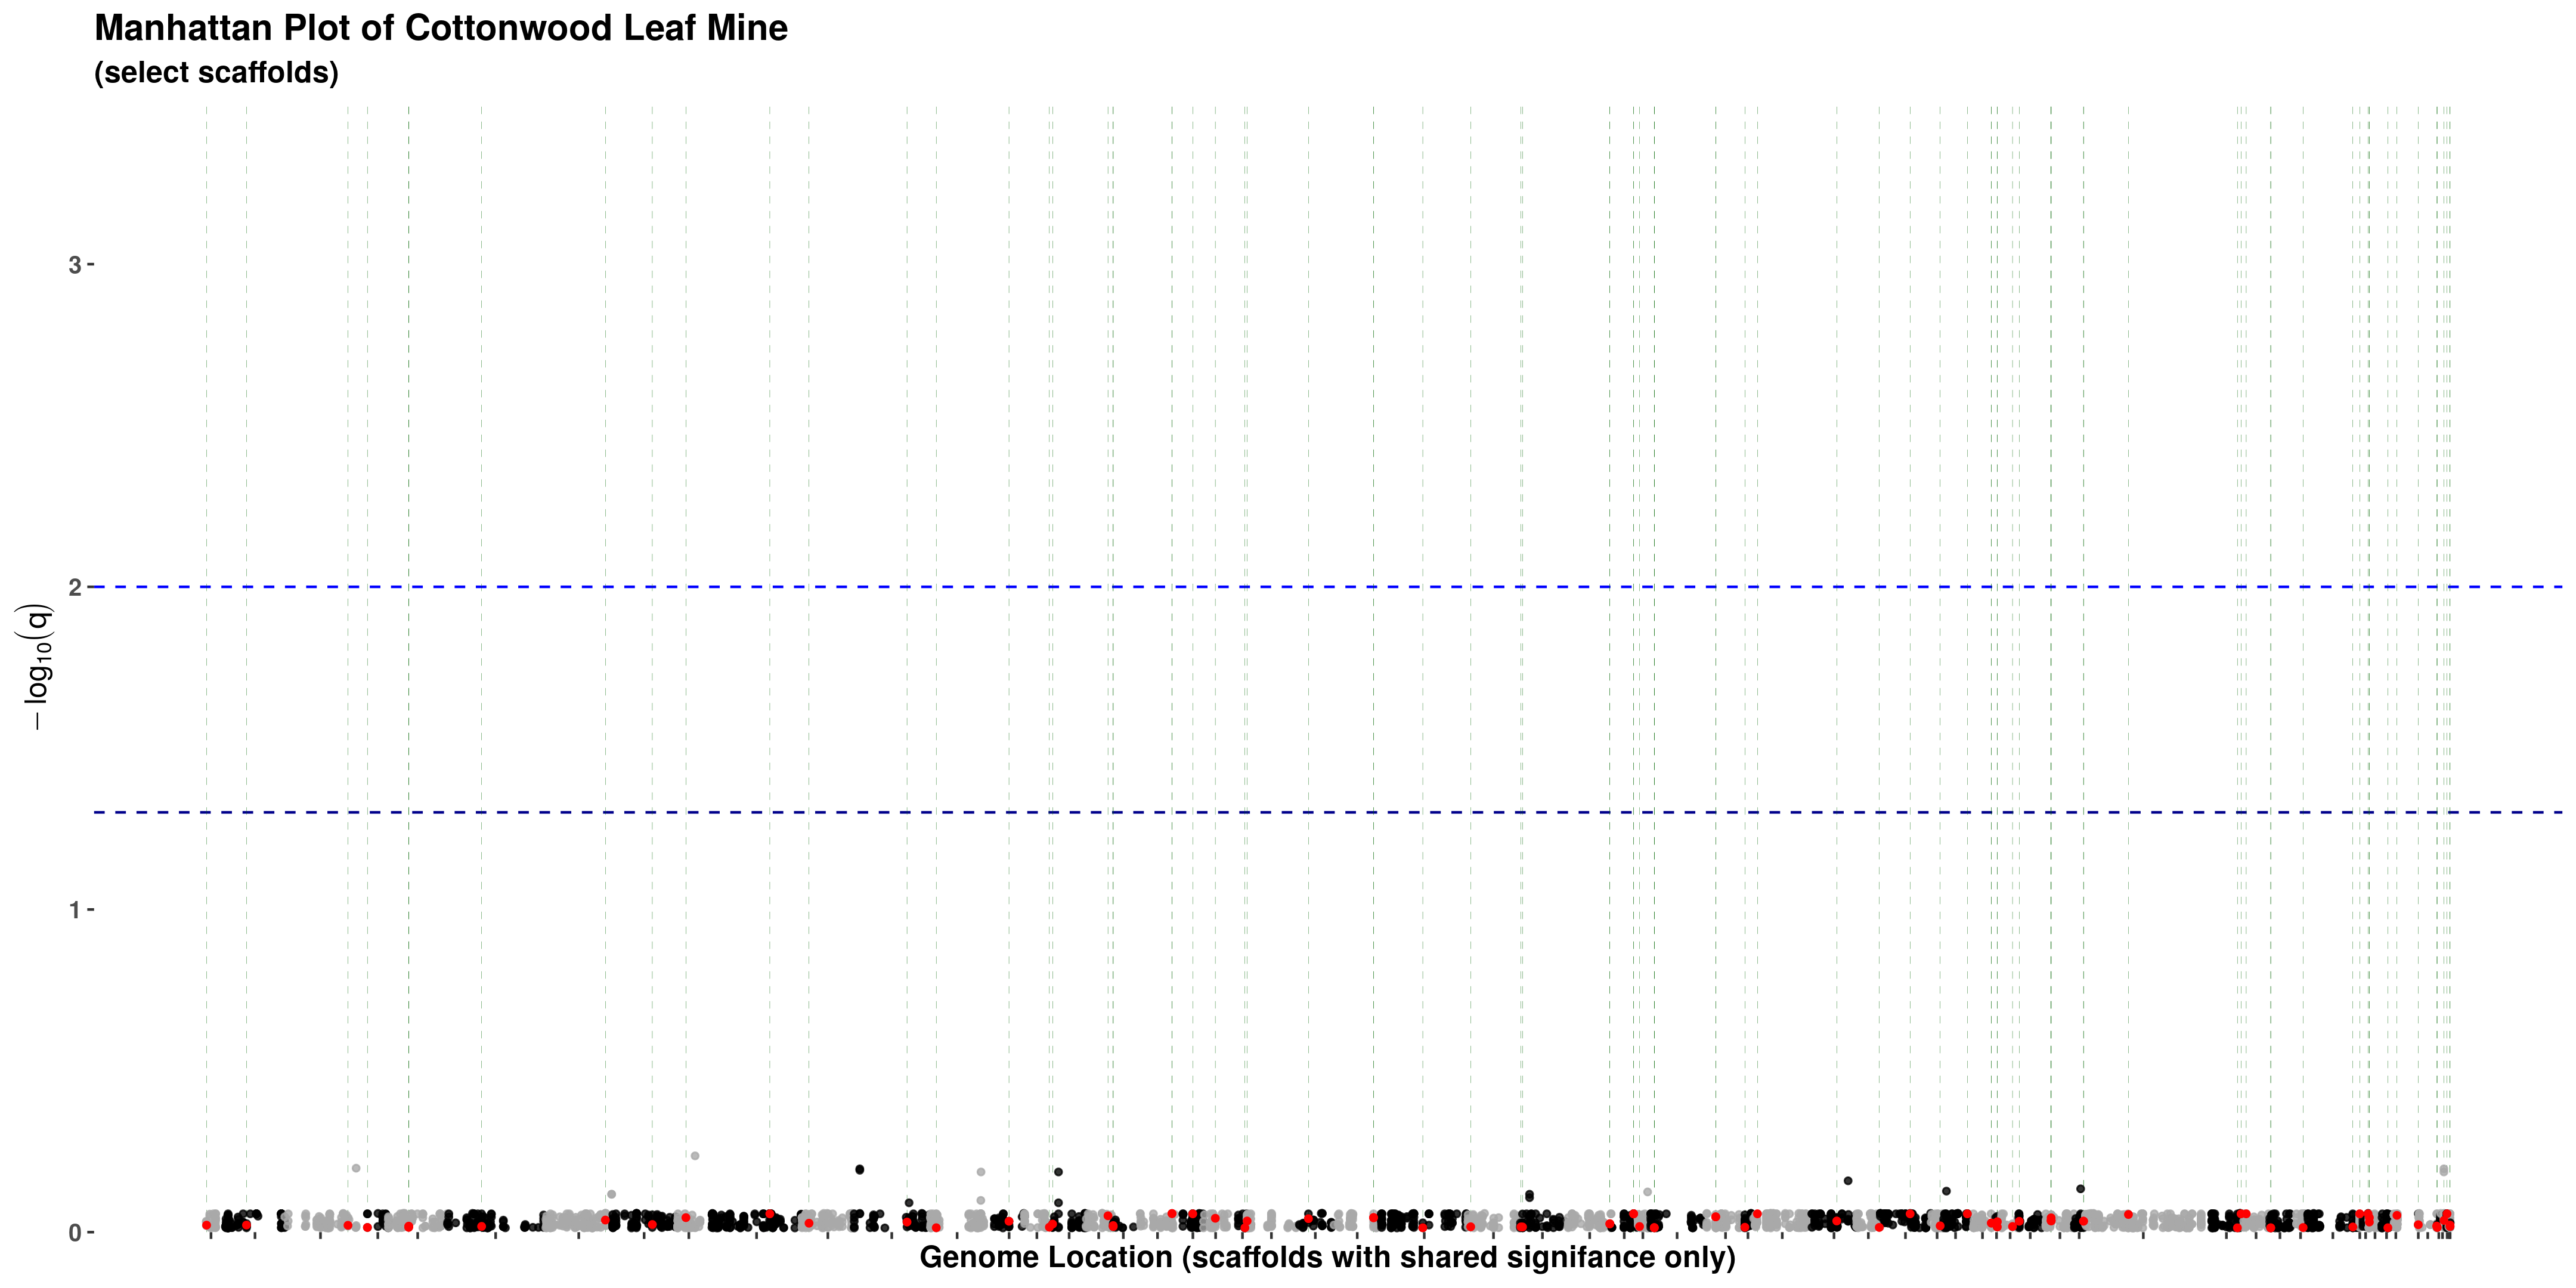 Manhattan Plot of Cottonwood Leaf Mine
(select scaffolds)
3
2
1
0
−log10(q)
Genome Location (scaffolds with shared signifance only)